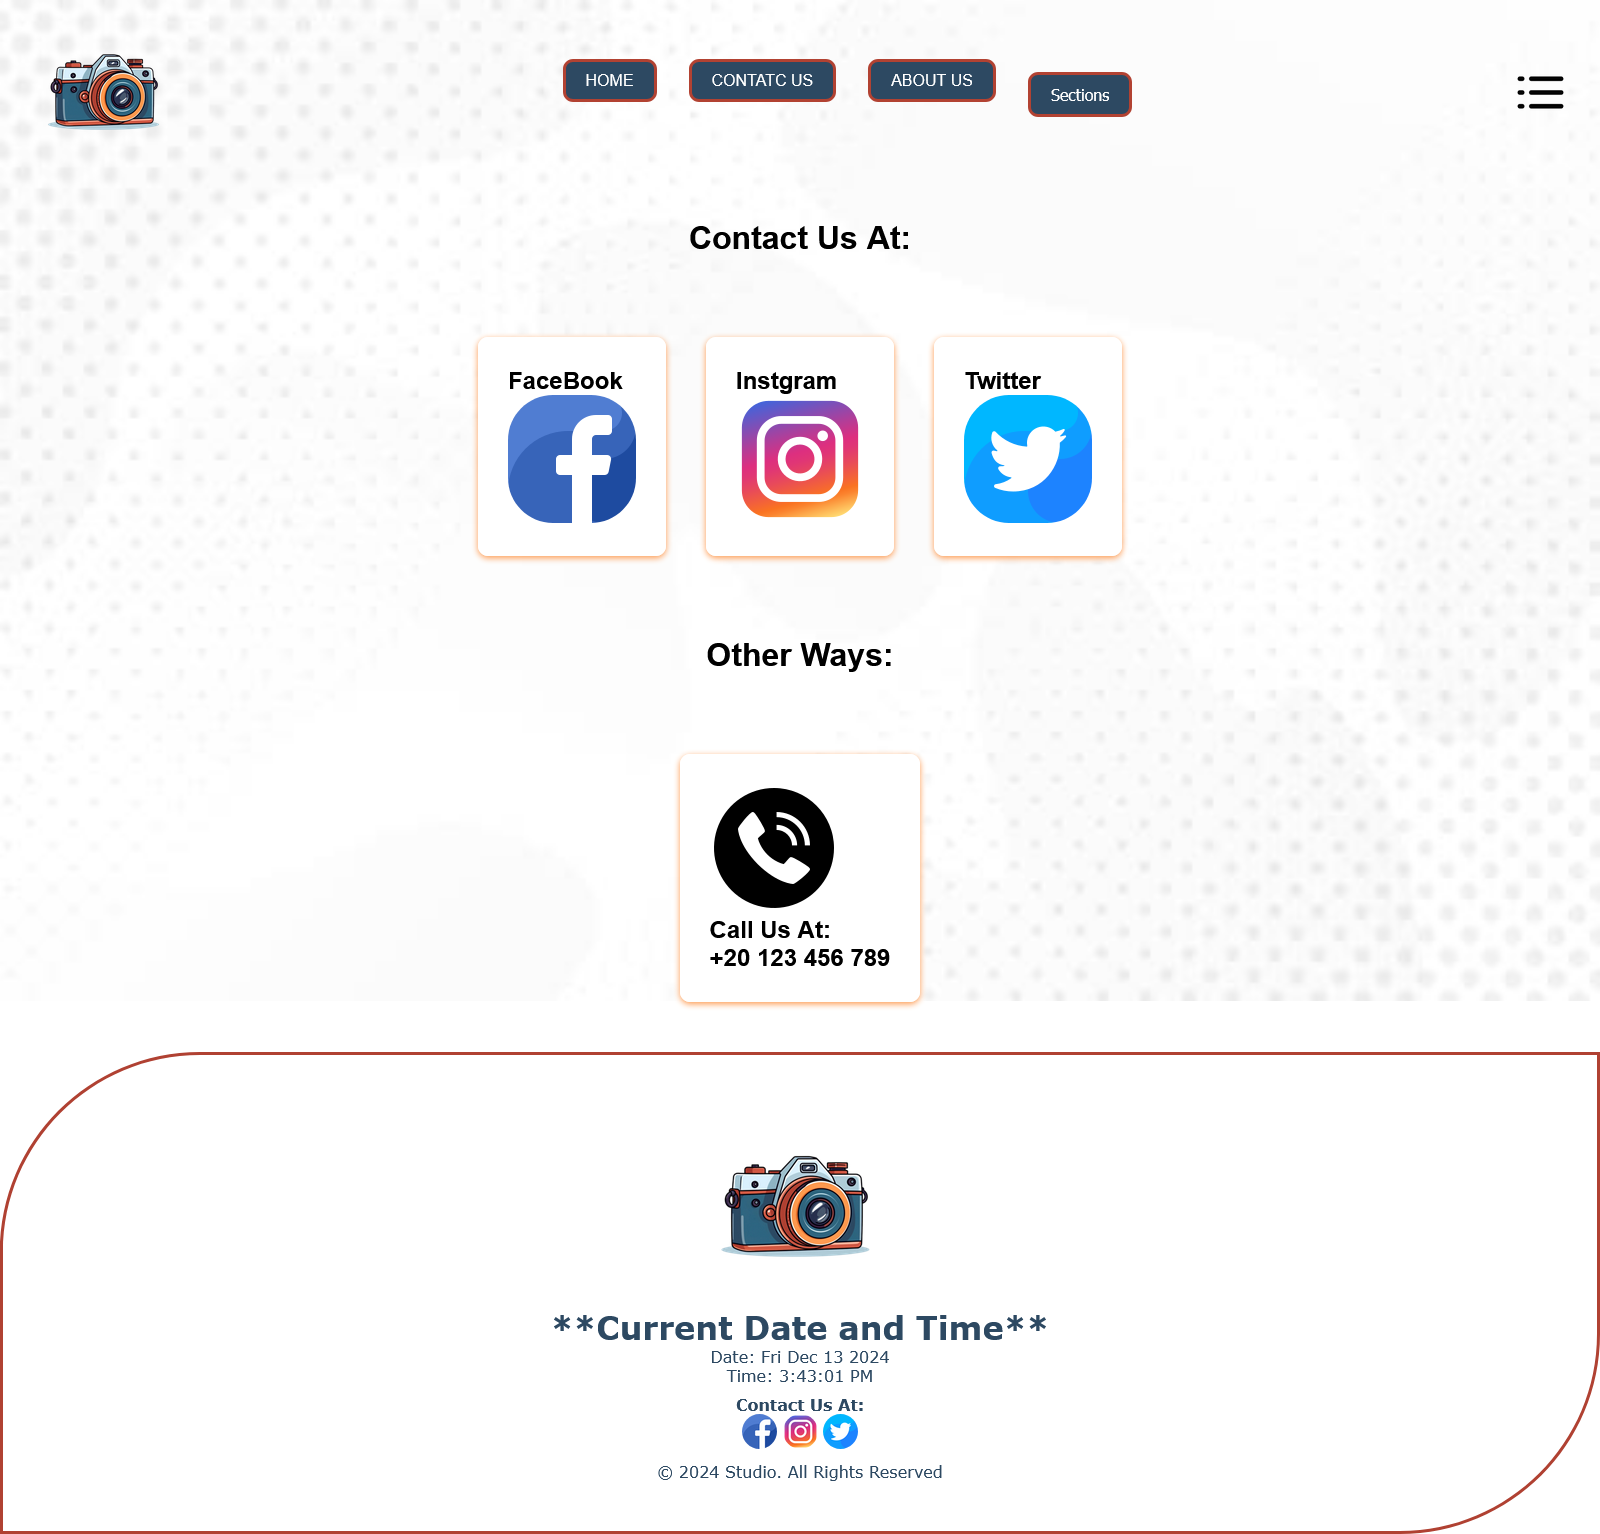 HOME
CONTATC US
ABOUT US
Sections
Contact Us At:
FaceBook
Instgram
Twitter
Other Ways:
Call Us At:
+20 123 456 789
**Current Date and Time**
Date: Fri Dec 13 2024
Time: 3:43:01 PM
Contact Us At:
© 2024 Studio. All Rights Reserved